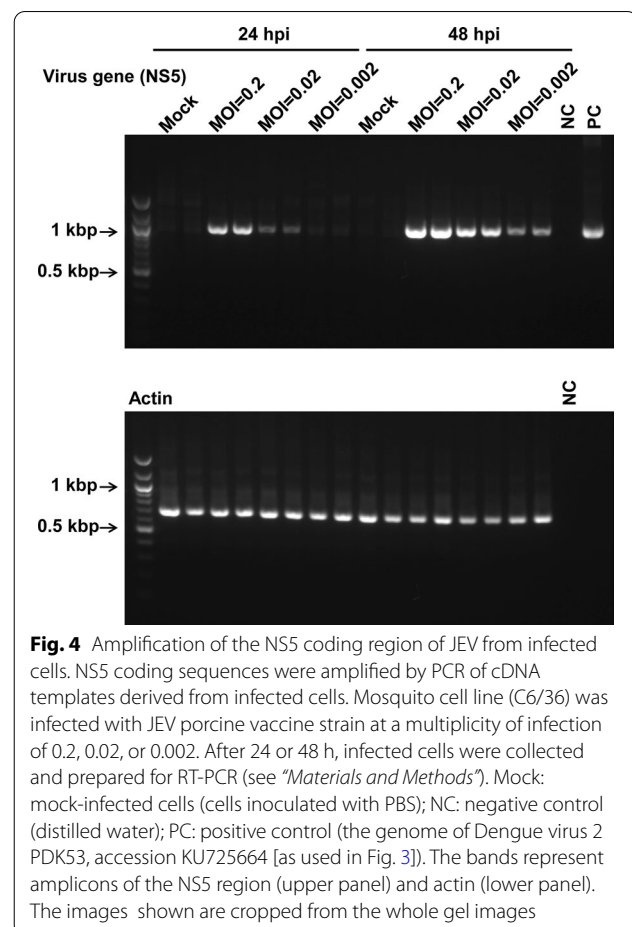 24 hpi 48 hpi
Virus gene (NS5)
Mock MOI=0.2 MOI=0.02 MOI=0.002 Mock MOI=0.2 MOI=0.02 MOI=0.002 NC PC
1 kbp→
0.5 kbp→
Actin NC
1 kbp→
0.5 kbp→
Fig. 4 Amplification of the NS5 coding region of JEV from infected
cells. NS5 coding sequences were amplified by PCR of cDNA
templates derived from infected cells. Mosquito cell line (C6/36) was
infected with JEV porcine vaccine strain at a multiplicity of infection
of 0.2, 0.02, or 0.002. After 24 or 48 h, infected cells were collected
and prepared for RT-PCR (see “Materials and Methods”). Mock:
mock-infected cells (cells inoculated with PBS); NC: negative control
(distilled water); PC: positive control (the genome of Dengue virus 2
PDK53, accession KU725664 [as used in Fig. 3]). The bands represent
amplicons of the NS5 region (upper panel) and actin (lower panel).
The images shown are cropped from the whole gel images